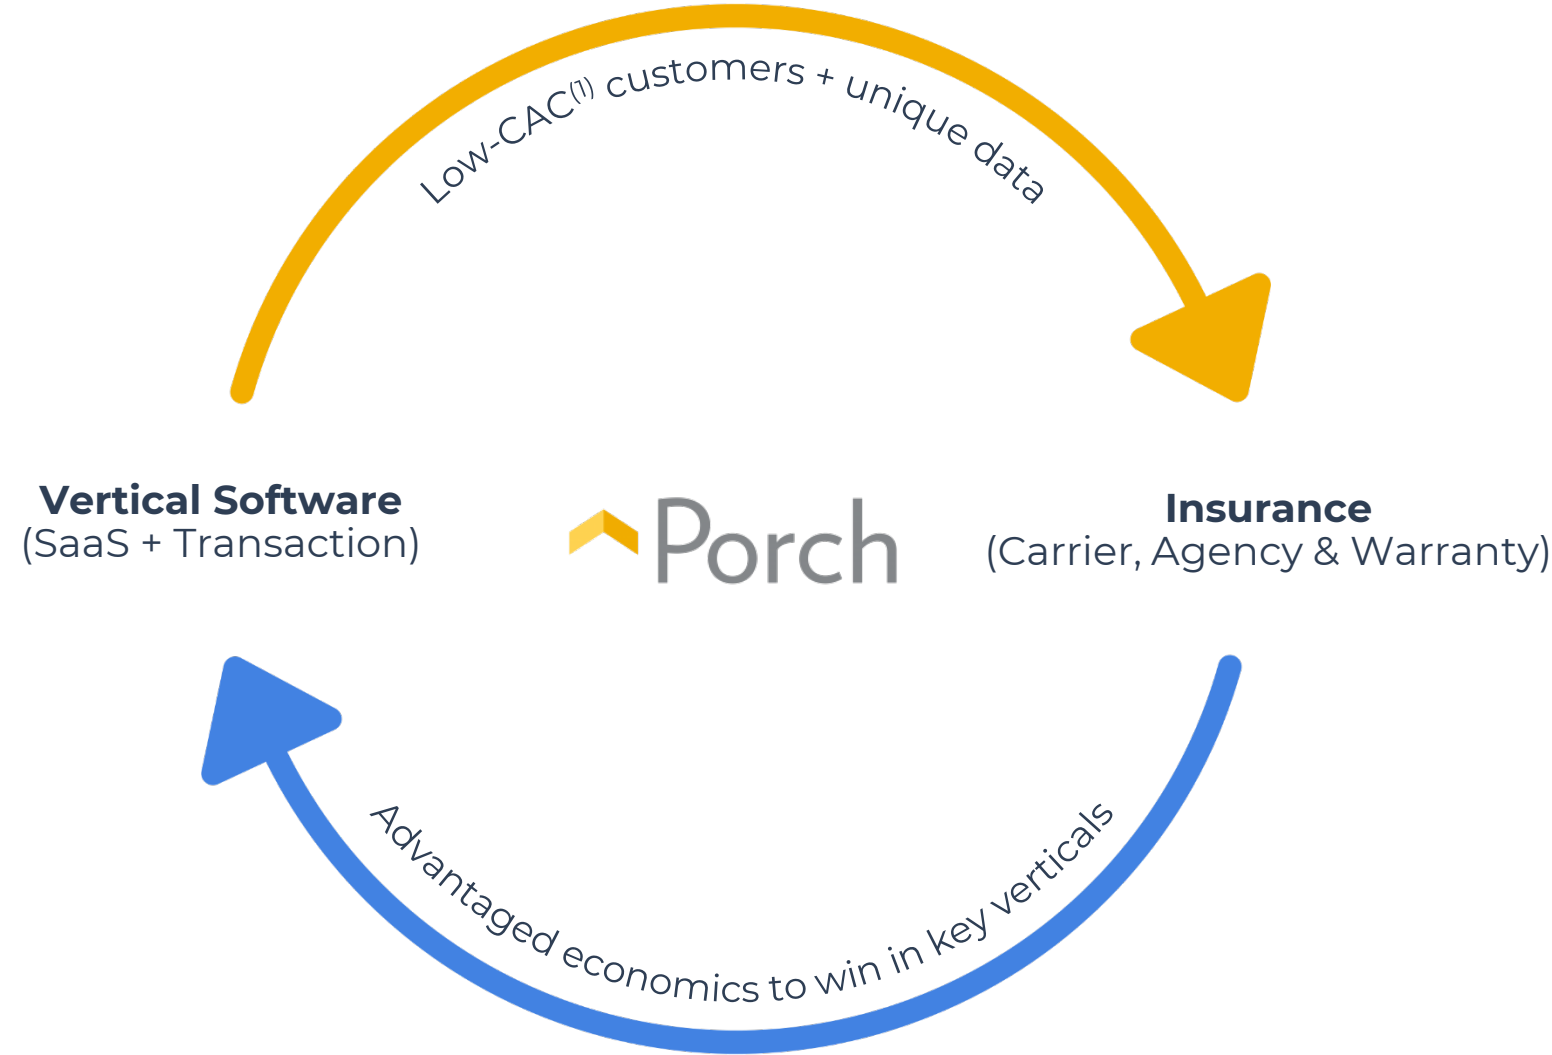 Low-CAC(1) customers + unique data
Vertical Software
(SaaS + Transaction)
Porch
Insurance
(Carrier, Agency & Warranty)
Advantaged economics to win in key verticals